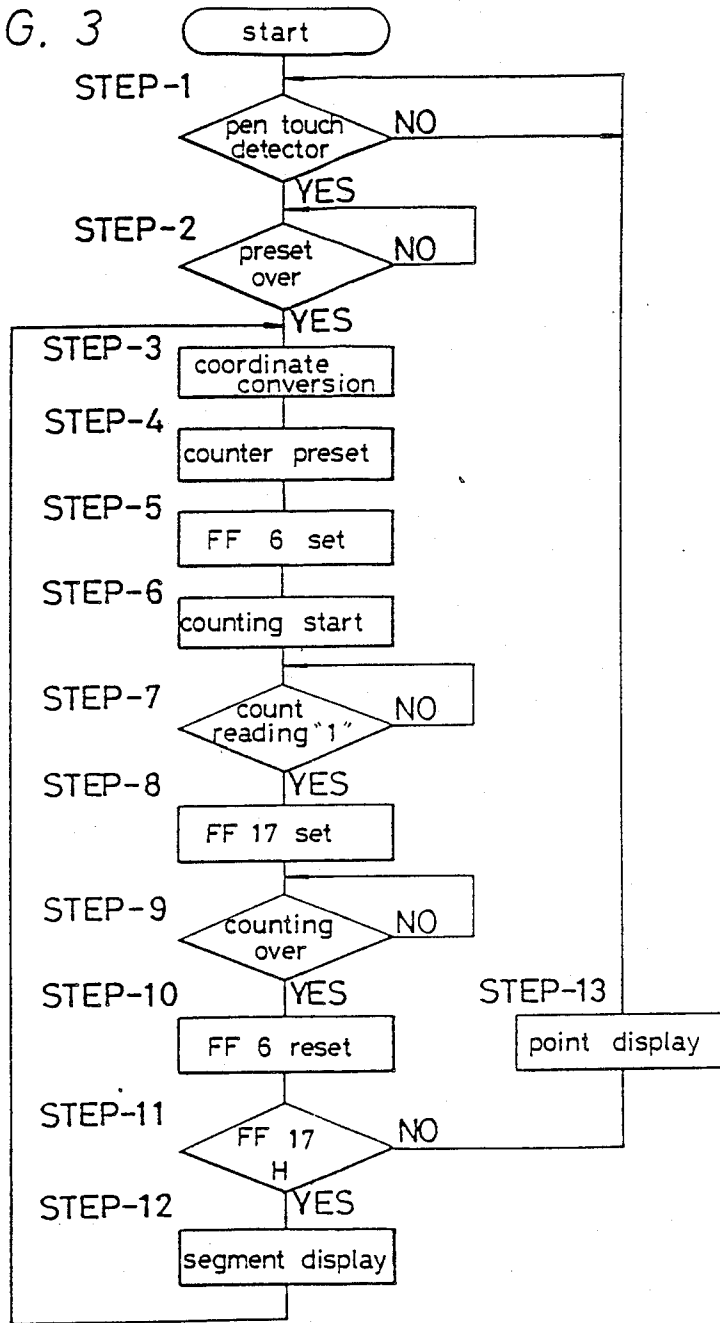 G. 3
start
STEP-1
pen touch
detector
NO
YES
STEP-2
preset
over
NO
YES
STEP-3
coordinate
conversion
STEP-4
counter preset
STEP-5
FF 6 set
STEP-6
counting start
STEP-7
count
reading "1"
NO
YES
STEP-8
FF 17 set
STEP-9
counting
over
NO
YES
STEP-10
FF 6 reset
STEP-13
point display
STEP-11
FF 17
H
NO
YES
STEP-12
segment display